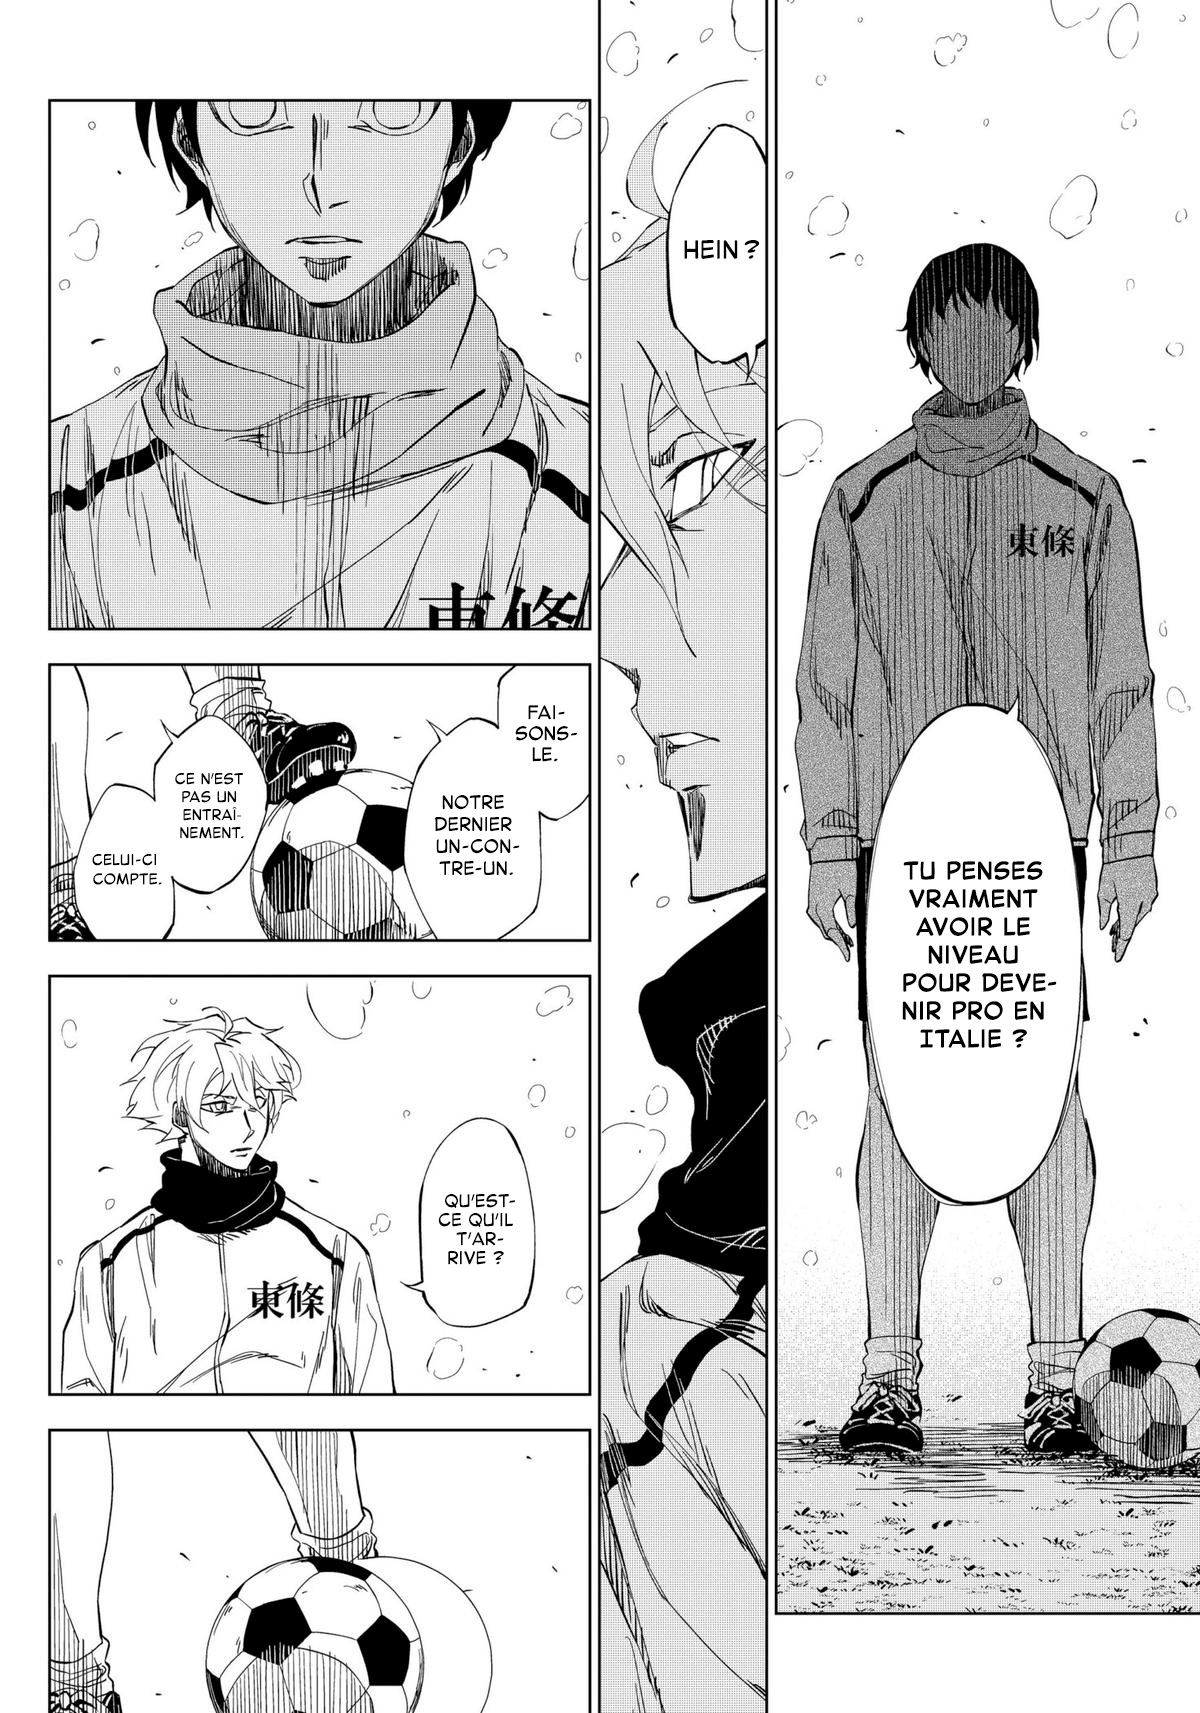 東條
TU PENSES
VRAIMENT
AVOIR LE
NIVEAU
POUR DEVE-
NIR PRO EN
ITALIE ?
HEIN ?
東條
FAI-
SONS-
LE.
NOTRE
DERNIER
UN-CON-
TRE-UN.
CE N'EST
PAS UN
ENTRAÎ-
NEMENT.
CELUI-CI
COMPTE.
QU'EST-
CE QU'IL
T'AR-
RIVE ?
東條